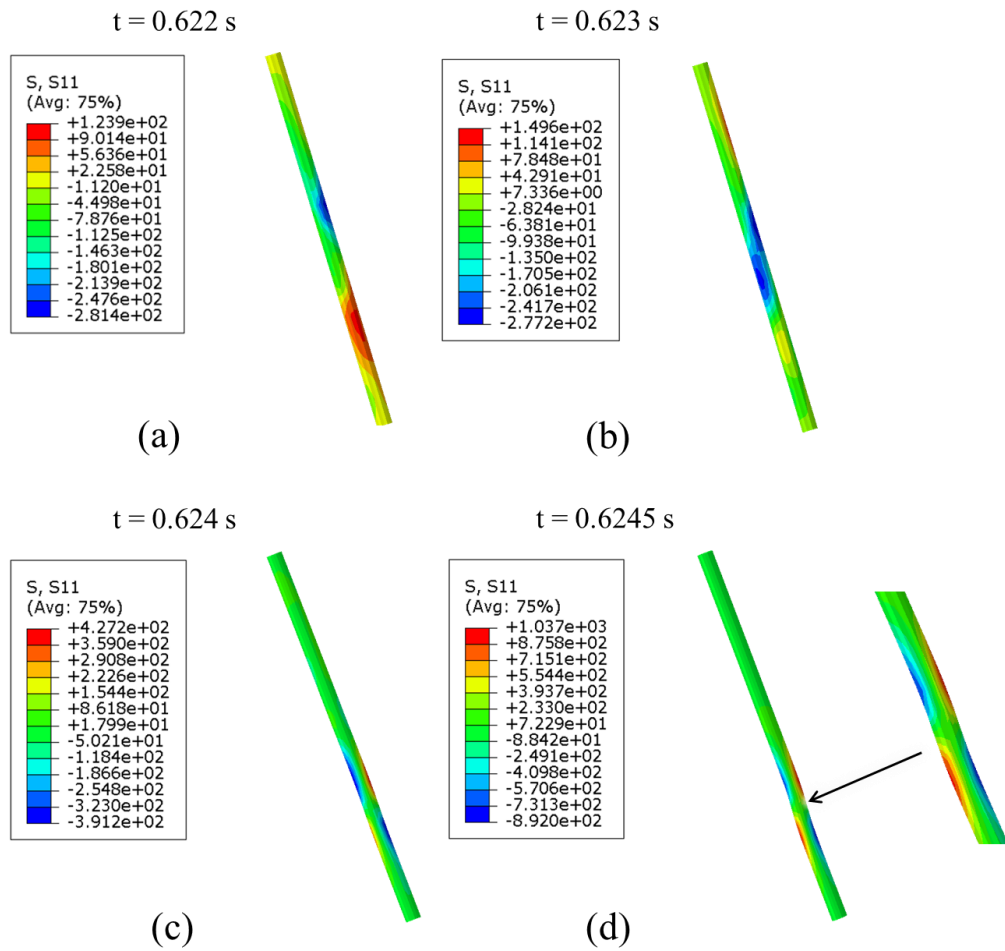 t = 0.622 s
S, S11
(Avg: 75%)
+1.239e+02
+9.014e+01
+5.636e+01
+2.258e+01
-1.120e+01
-4.498e+01
-7.876e+01
-1.125e+02
-1.463e+02
-1.801e+02
-2.139e+02
-2.476e+02
-2.814e+02
(a)
t = 0.623 s
S, S11
(Avg: 75%)
+1.496e+02
+1.141e+02
+7.848e+01
+4.291e+01
+7.336e+00
-2.824e+01
-6.381e+01
-9.938e+01
-1.350e+02
-1.705e+02
-2.061e+02
-2.417e+02
-2.772e+02
(b)
t = 0.624 s
S, S11
(Avg: 75%)
+4.272e+02
+3.590e+02
+2.908e+02
+2.226e+02
+1.544e+02
+8.618e+01
+1.799e+01
-5.021e+01
-1.184e+02
-1.866e+02
-2.548e+02
-3.230e+02
-3.912e+02
(c)
t = 0.6245 s
S, S11
(Avg: 75%)
+1.037e+03
+8.758e+02
+7.151e+02
+5.544e+02
+3.937e+02
+2.330e+02
+7.229e+01
-8.842e+01
-2.491e+02
-4.098e+02
-5.706e+02
-7.313e+02
-8.920e+02
(d)